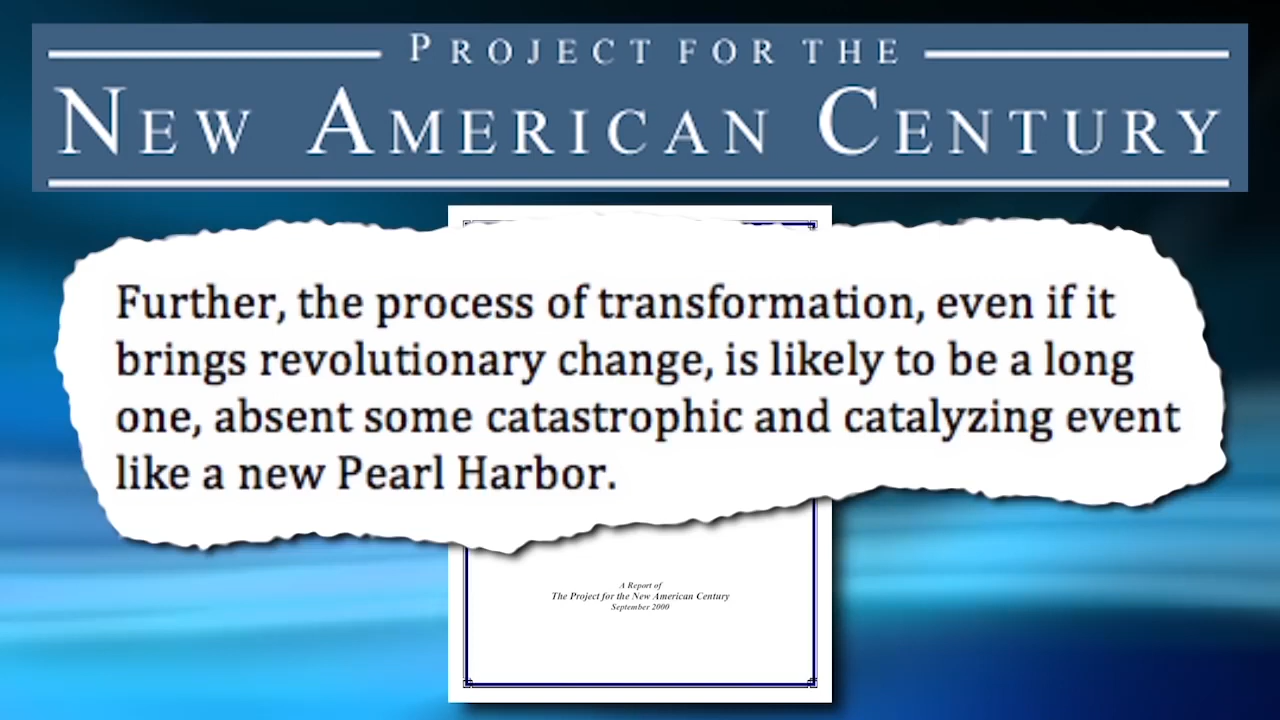 PROJECT FOR THE
NEW AMERICAN CENTURY
Further, the process of transformation, even if it
brings revolutionary change, is likely to be a long
one, absent some catastrophic and catalyzing event
like a new Pearl Harbor.
A Report of
The Project for the New American Century
September 2000